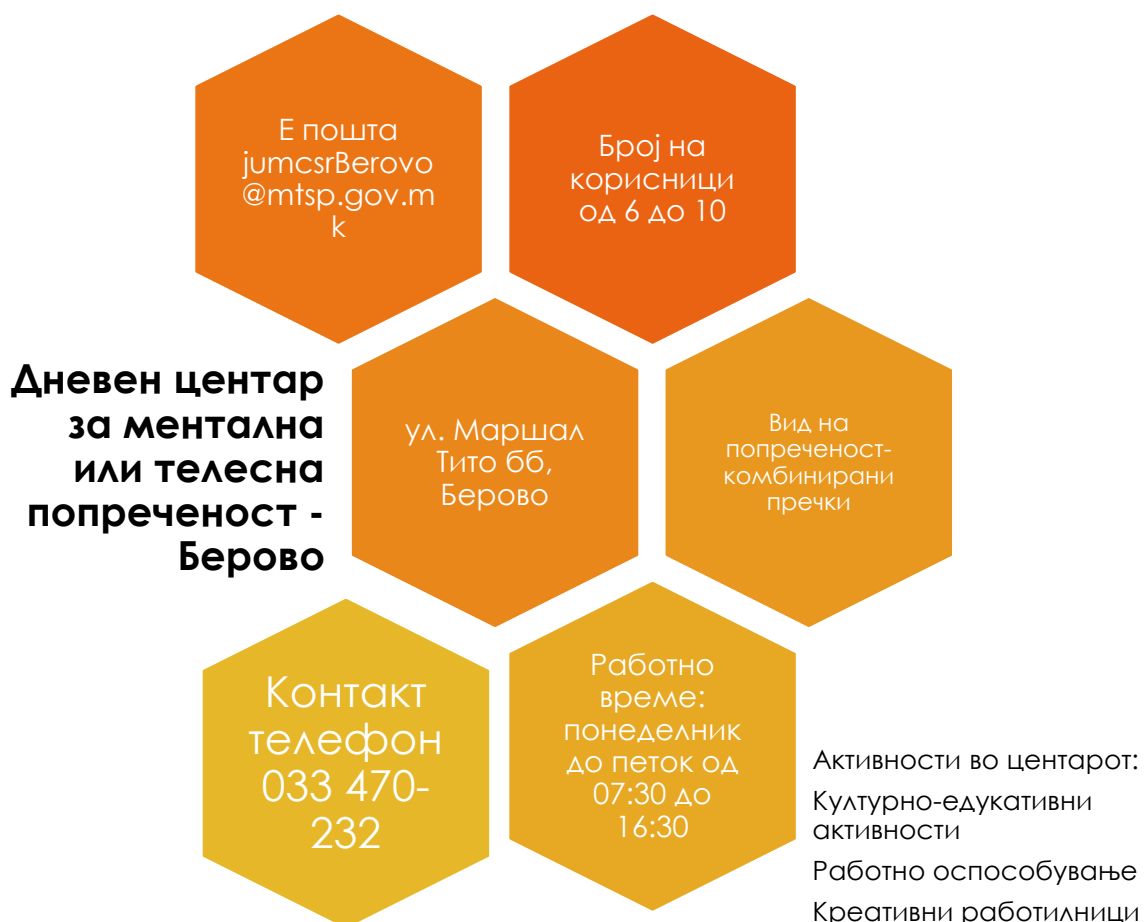 Е пошта
jumcsrBerovo
@mtsp.gov.m
k
Број на
корисници
од 6 до 10
Дневен центар
за ментална
или телесна
попреченост -
Берово
ул. Маршал
Тито бб,
Берово
Вид на
попреченост-
комбинирани
пречки
Контакт
телефон
033 470-
232
Работно
време:
понеделник
до петок од
07:30 до
16:30
Активности во центарот:
Културно-едукативни
активности
Работно оспособување
Креативни работилници